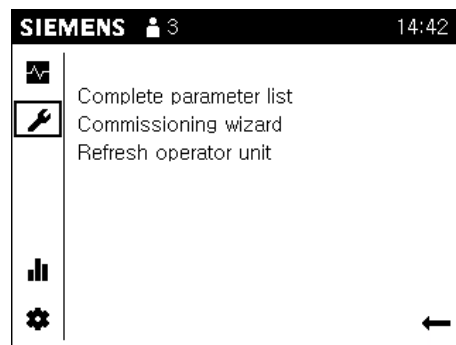 SIEMENS 3 14:42
Complete parameter list
Commissioning wizard
Refresh operator unit